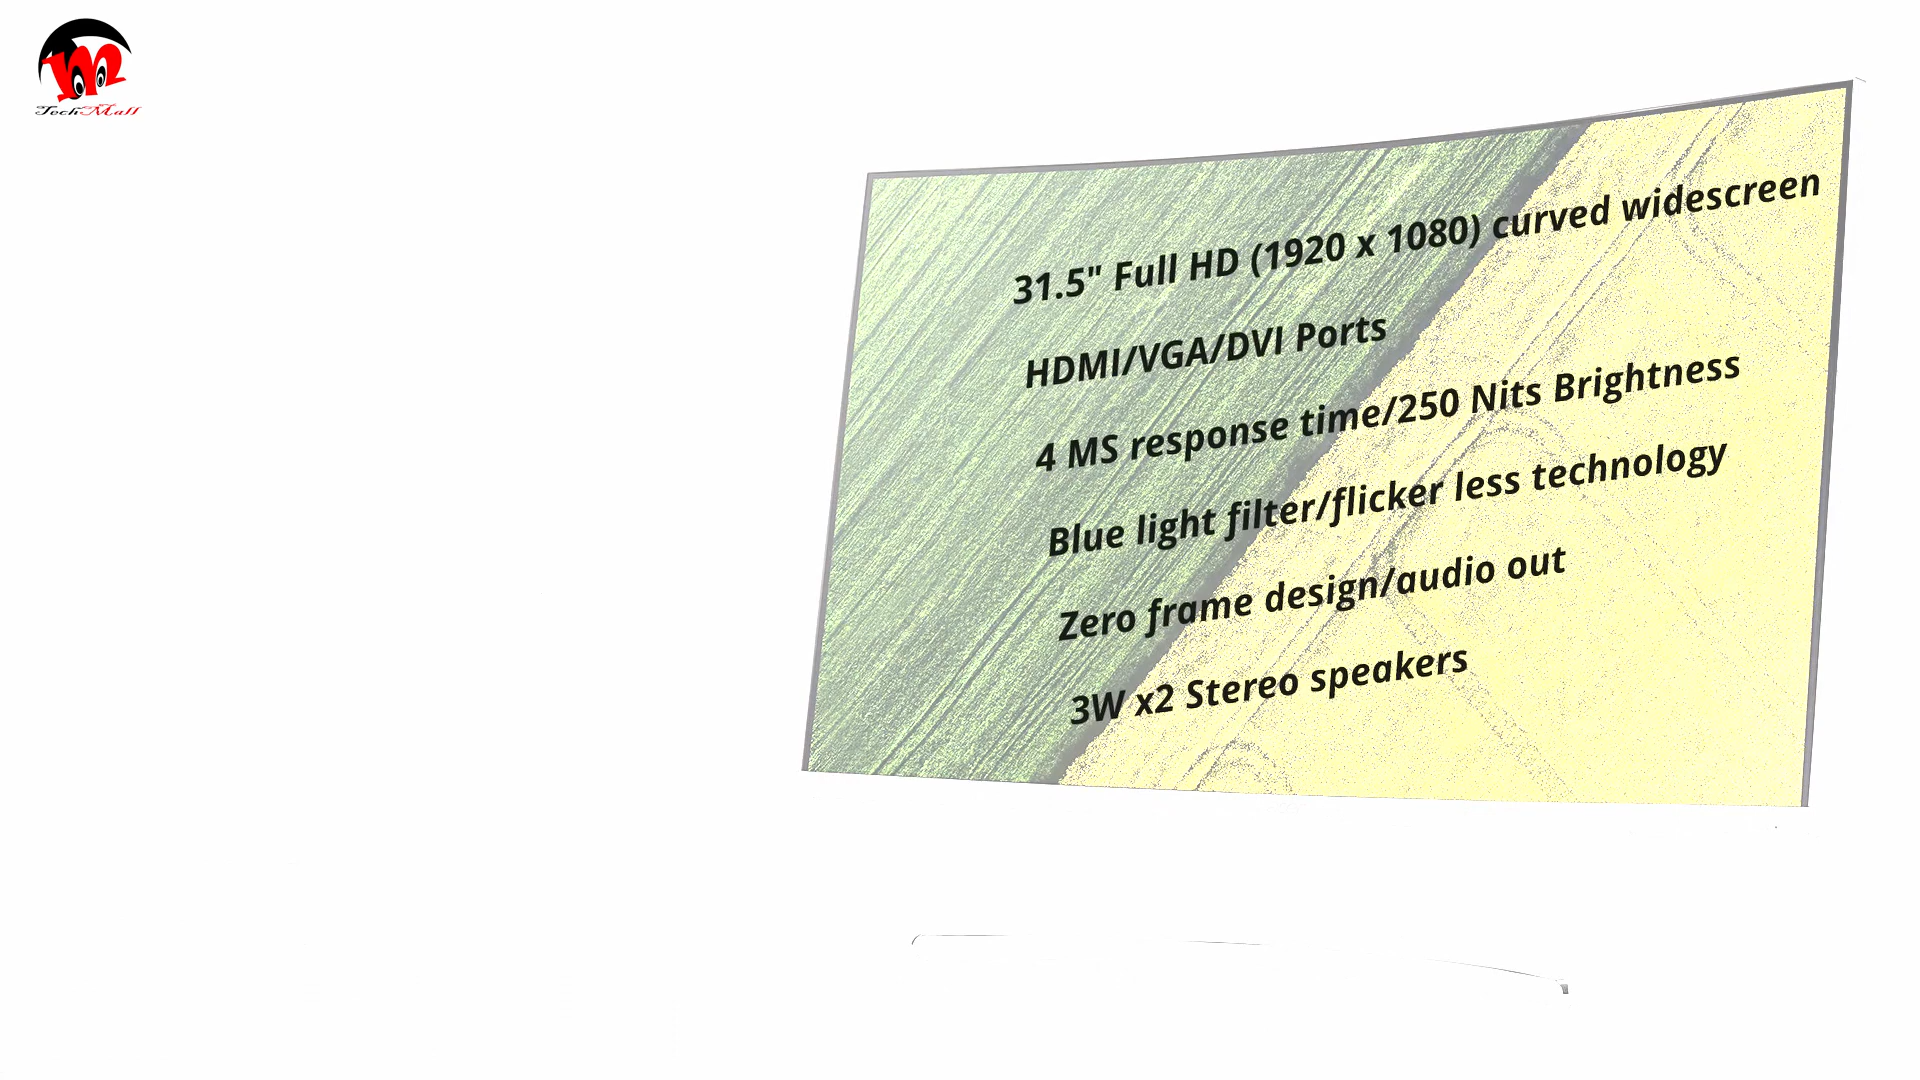 TechMall
31.5" Full HD (1920 x 1080) curved widescreen
HDMI/VGA/DVI Ports
4 MS response time/250 Nits Brightness
Blue light filter/flicker less technology
Zero frame design/audio out
3W x2 Stereo speakers